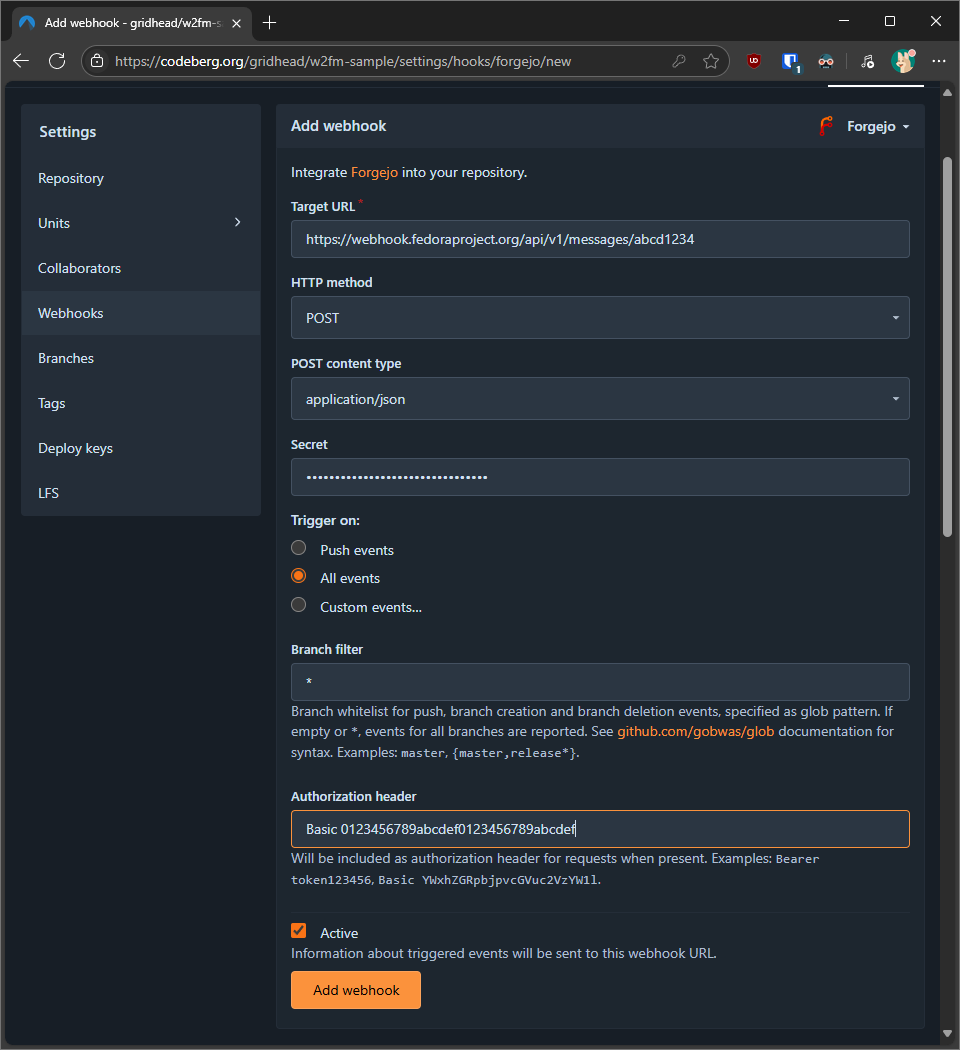 Add webhook - gridhead/w2fm-s
https://codeberg.org/gridhead/w2fm-sample/settings/hooks/forgejo/new
UD
1
Settings
Repository
Units
Collaborators
Webhooks
Branches
Tags
Deploy keys
LFS
Add webhook
Forgejo
Integrate Forgejo into your repository.
Target URL *
https://webhook.fedoraproject.org/api/v1/messages/abcd1234
HTTP method
POST
POST content type
application/json
Secret
••••••••••••••••••••••••••••••••
Trigger on:
Push events
All events
Custom events...
Branch filter
*
Branch whitelist for push, branch creation and branch deletion events, specified as glob pattern. If
empty or *, events for all branches are reported. See github.com/gobwas/glob documentation for
syntax. Examples: master, {master,release*}.
Authorization header
Basic 0123456789abcdef0123456789abcdef
Will be included as authorization header for requests when present. Examples: Bearer
token123456, Basic YWxhZGRpbjpvcGVuc2VzYW1l.
Active
Information about triggered events will be sent to this webhook URL.
Add webhook